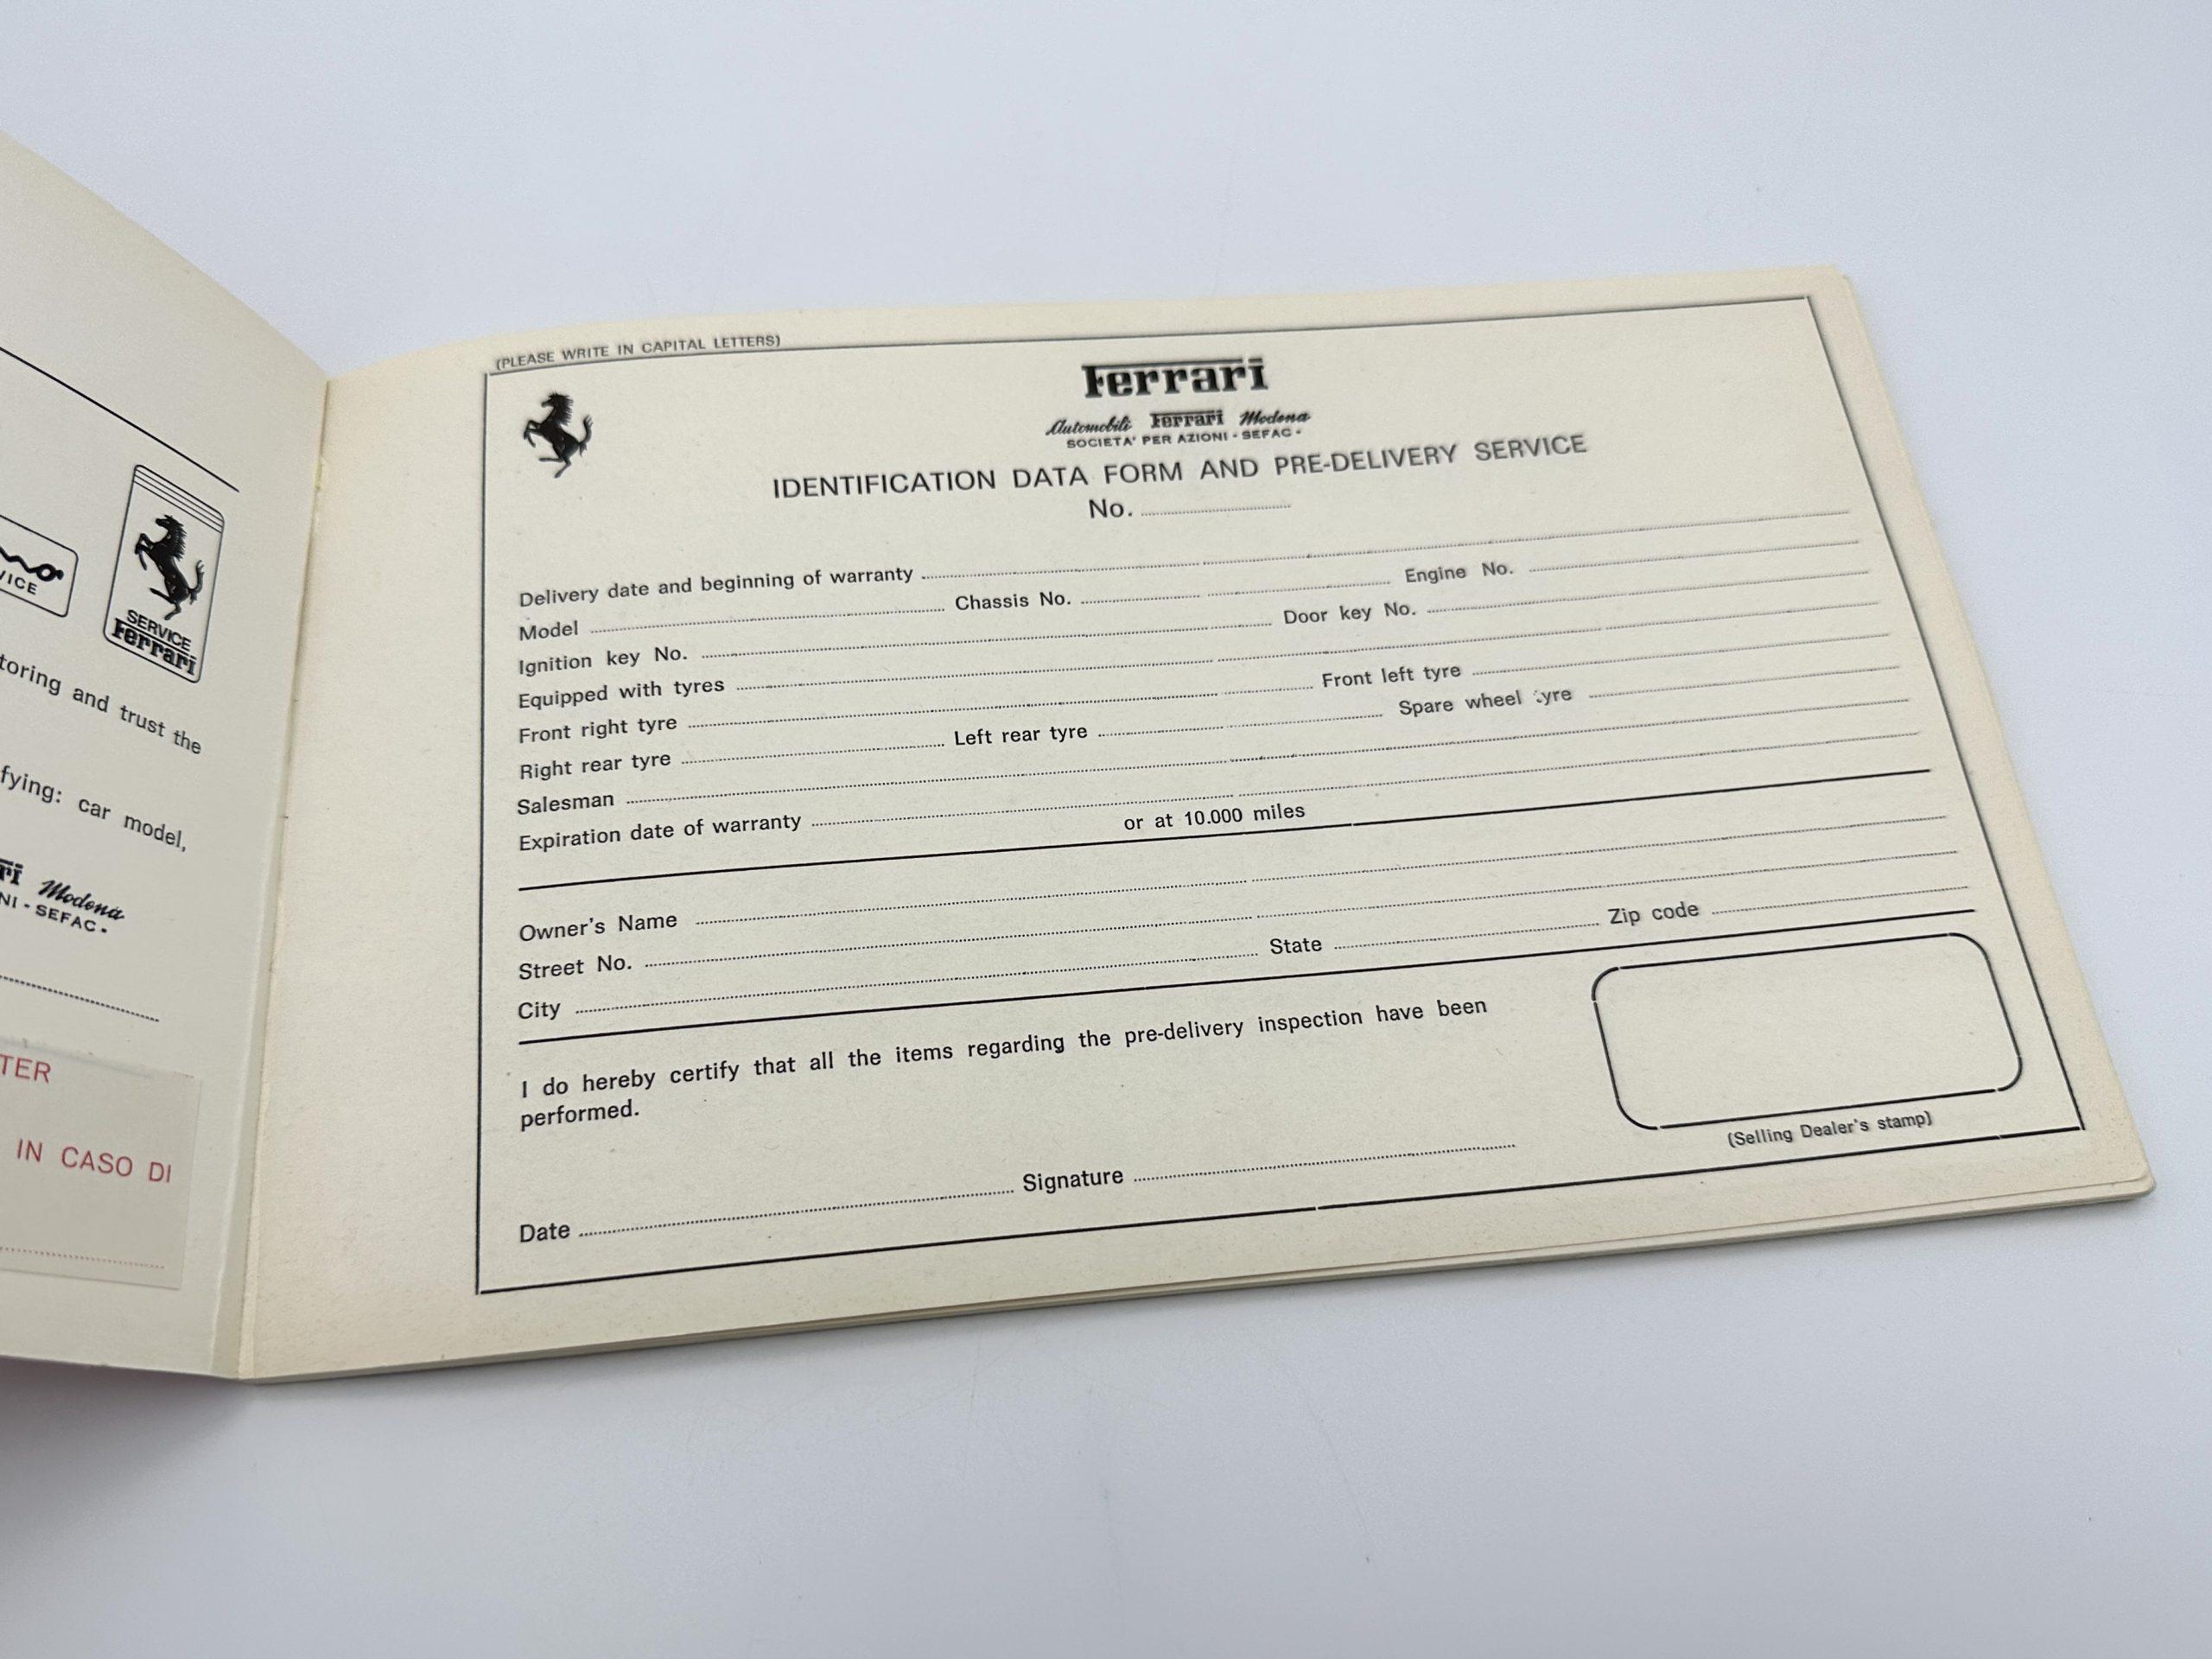 VICE
SERVICE
Ferrari
toring and trust the
fying: car model,
ri Modena
NI - SEFAC -
TER
IN CASO DI
(PLEASE WRITE IN CAPITAL LETTERS)
Ferrari
Automobili Ferrari Modena
SOCIETA' PER AZIONI - SEFAC -
IDENTIFICATION DATA FORM AND PRE-DELIVERY SERVICE
No.
Delivery date and beginning of warranty
Model Chassis No. Engine No.
Ignition key No. Door key No.
Equipped with tyres
Front right tyre Front left tyre
Right rear tyre Left rear tyre Spare wheel tyre
Salesman
Expiration date of warranty or at 10.000 miles
Owner's Name
Street No.
City State Zip code
I do hereby certify that all the items regarding the pre-delivery inspection have been
performed.
Date Signature
(Selling Dealer's stamp)